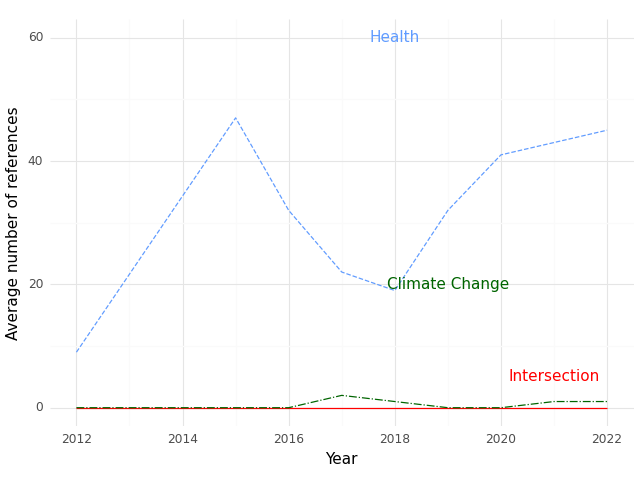 60
Health
40
20
Climate Change
Intersection
0
2012
2014
2016
2018
2020
2022
Year
Average number of references